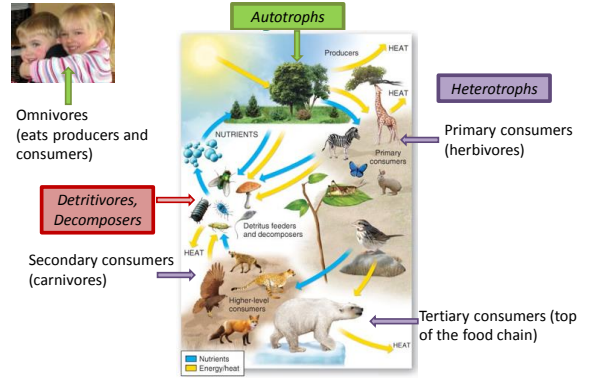 Autotrophs
Producers
HEAT
HEAT
Heterotrophs
Omnivores
(eats producers and
consumers)
NUTRIENTS
Primary
consumers
Primary consumers
(herbivores)
Detritivores,
Decomposers
Detritus feeders
and decomposers
HEAT
Secondary consumers
(carnivores)
Higher-level
consumers
Tertiary consumers (top
of the food chain)
HEAT
Nutrients
Energy/heat